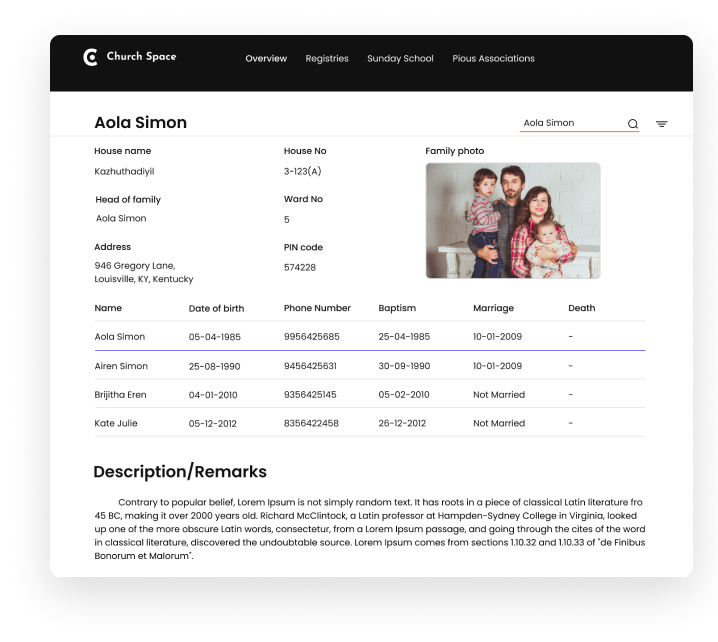 Church Space
Overview Registries Sunday School Pious Associations
Aola Simon
Aola Simon
House name House No Family photo
Kazhuthadiyil 3-123(A)
Head of family Ward No
Aola Simon 5
Address PIN code
946 Gregory Lane, 574228
Louisville, KY, Kentucky
Name Date of birth Phone Number Baptism Marriage Death
Aola Simon 05-04-1985 9956425685 25-04-1985 10-01-2009 -
Airen Simon 25-08-1990 9456425631 30-09-1990 10-01-2009 -
Brijitha Eren 04-01-2010 9356425145 05-02-2010 Not Married -
Kate Julie 05-12-2012 8356422458 26-12-2012 Not Married -
Description/Remarks
Contrary to popular belief, Lorem Ipsum is not simply random text. It has roots in a piece of classical Latin literature fro
45 BC, making it over 2000 years old. Richard McClintock, a Latin professor at Hampden-Sydney College in Virginia, looked
up one of the more obscure Latin words, consectetur, from a Lorem Ipsum passage, and going through the cites of the word
in classical literature, discovered the undoubtable source. Lorem Ipsum comes from sections 1.10.32 and 1.10.33 of "de Finibus
Bonorum et Malorum".